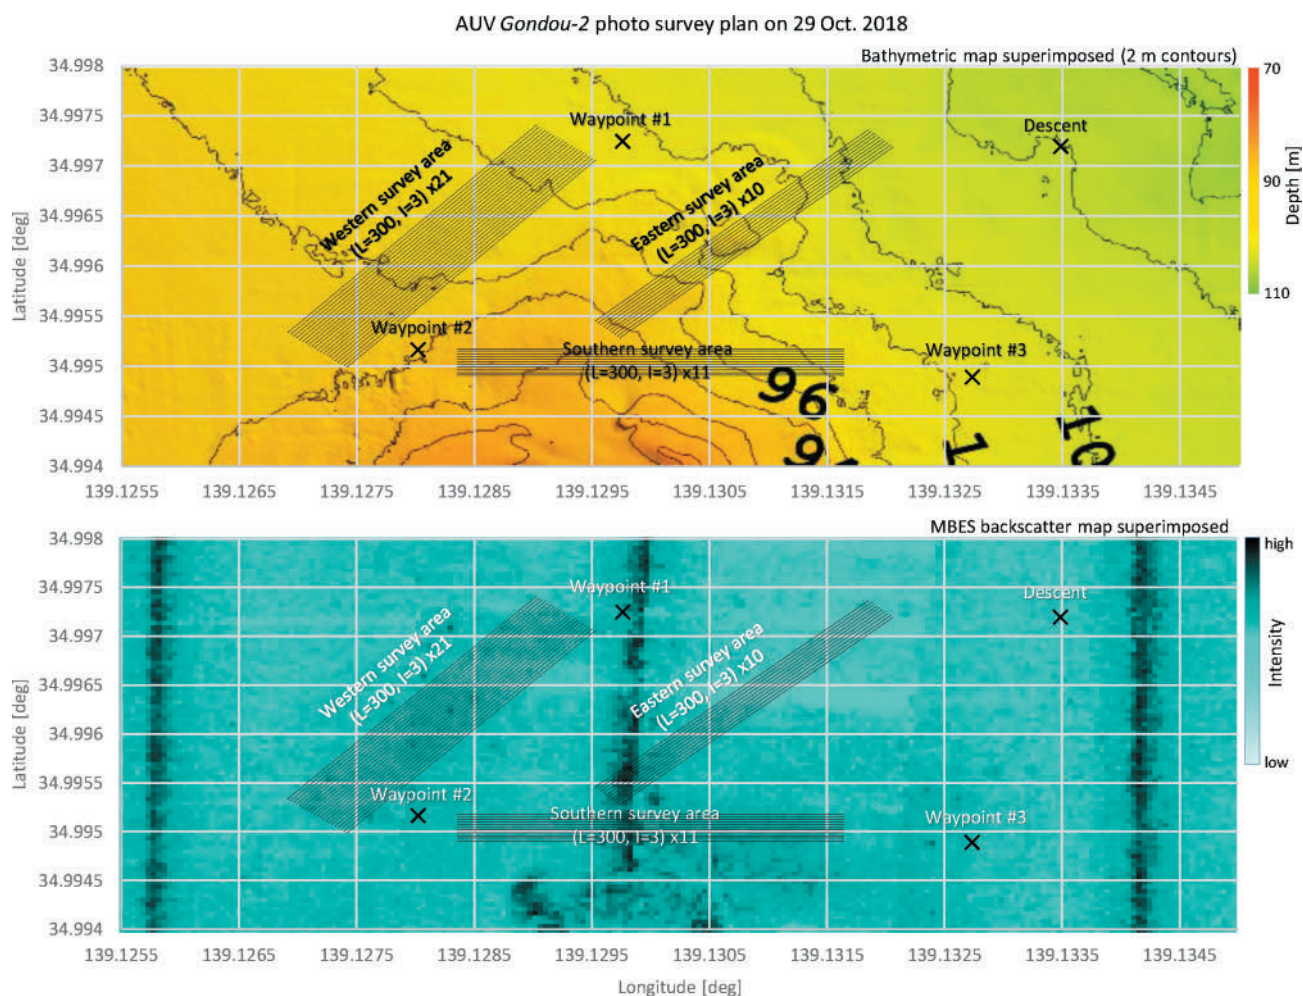 AUV Gondou-2 photo survey plan on 29 Oct. 2018
Bathymetric map superimposed (2 m contours)
34.998
34.9975
34.997
34.9965
34.996
34.9955
34.995
34.9945
34.994
Latitude [deg]
Waypoint #1
Descent
Western survey area
(L=300, I=3) x21
Eastern survey area
(L=300, I=3) x10
Waypoint #2
Southern survey area
(L=300, I=3) x11
Waypoint #3
96
70
90
110
Depth [m]
139.1255 139.1265 139.1275 139.1285 139.1295 139.1305 139.1315 139.1325 139.1335 139.1345
MBES backscatter map superimposed
34.998
34.9975
34.997
34.9965
34.996
34.9955
34.995
34.9945
34.994
Latitude [deg]
Waypoint #1
Descent
Western survey area
(L=300, I=3) x21
Eastern survey area
(L=300, I=3) x10
Waypoint #2
Southern survey area
(L=300, I=3) x11
Waypoint #3
high
low
Intensity
139.1255 139.1265 139.1275 139.1285 139.1295 139.1305 139.1315 139.1325 139.1335 139.1345
Longitude [deg]